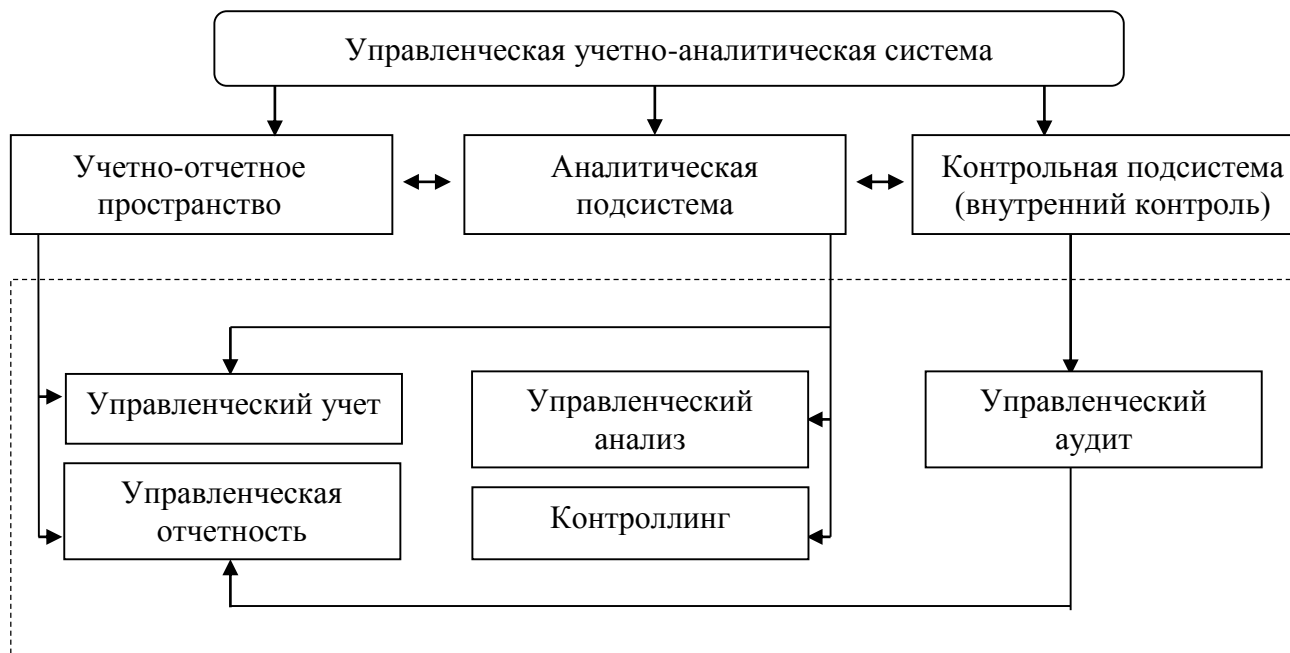 Управленческая учетно-аналитическая система
Учетно-отчетное
пространство
Аналитическая
подсистема
Контрольная подсистема
(внутренний контроль)
Управленческий учет
Управленческий
анализ
Управленческий
аудит
Управленческая
отчетность
Контроллинг